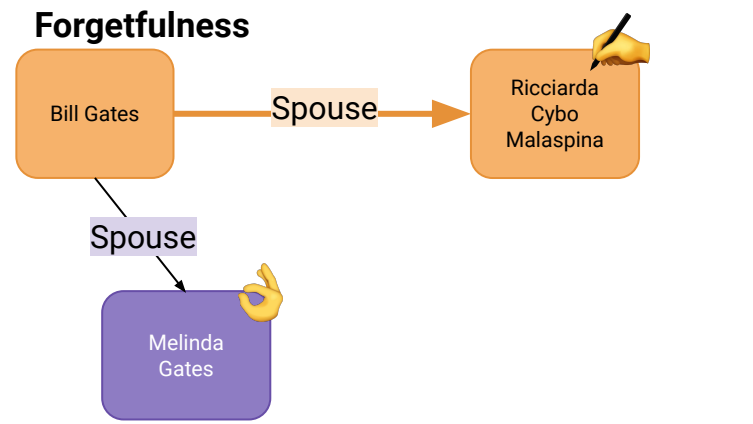 Forgetfulness
Bill Gates
Spouse
Ricciarda
Cybo
Malaspina
Spouse
Melinda
Gates